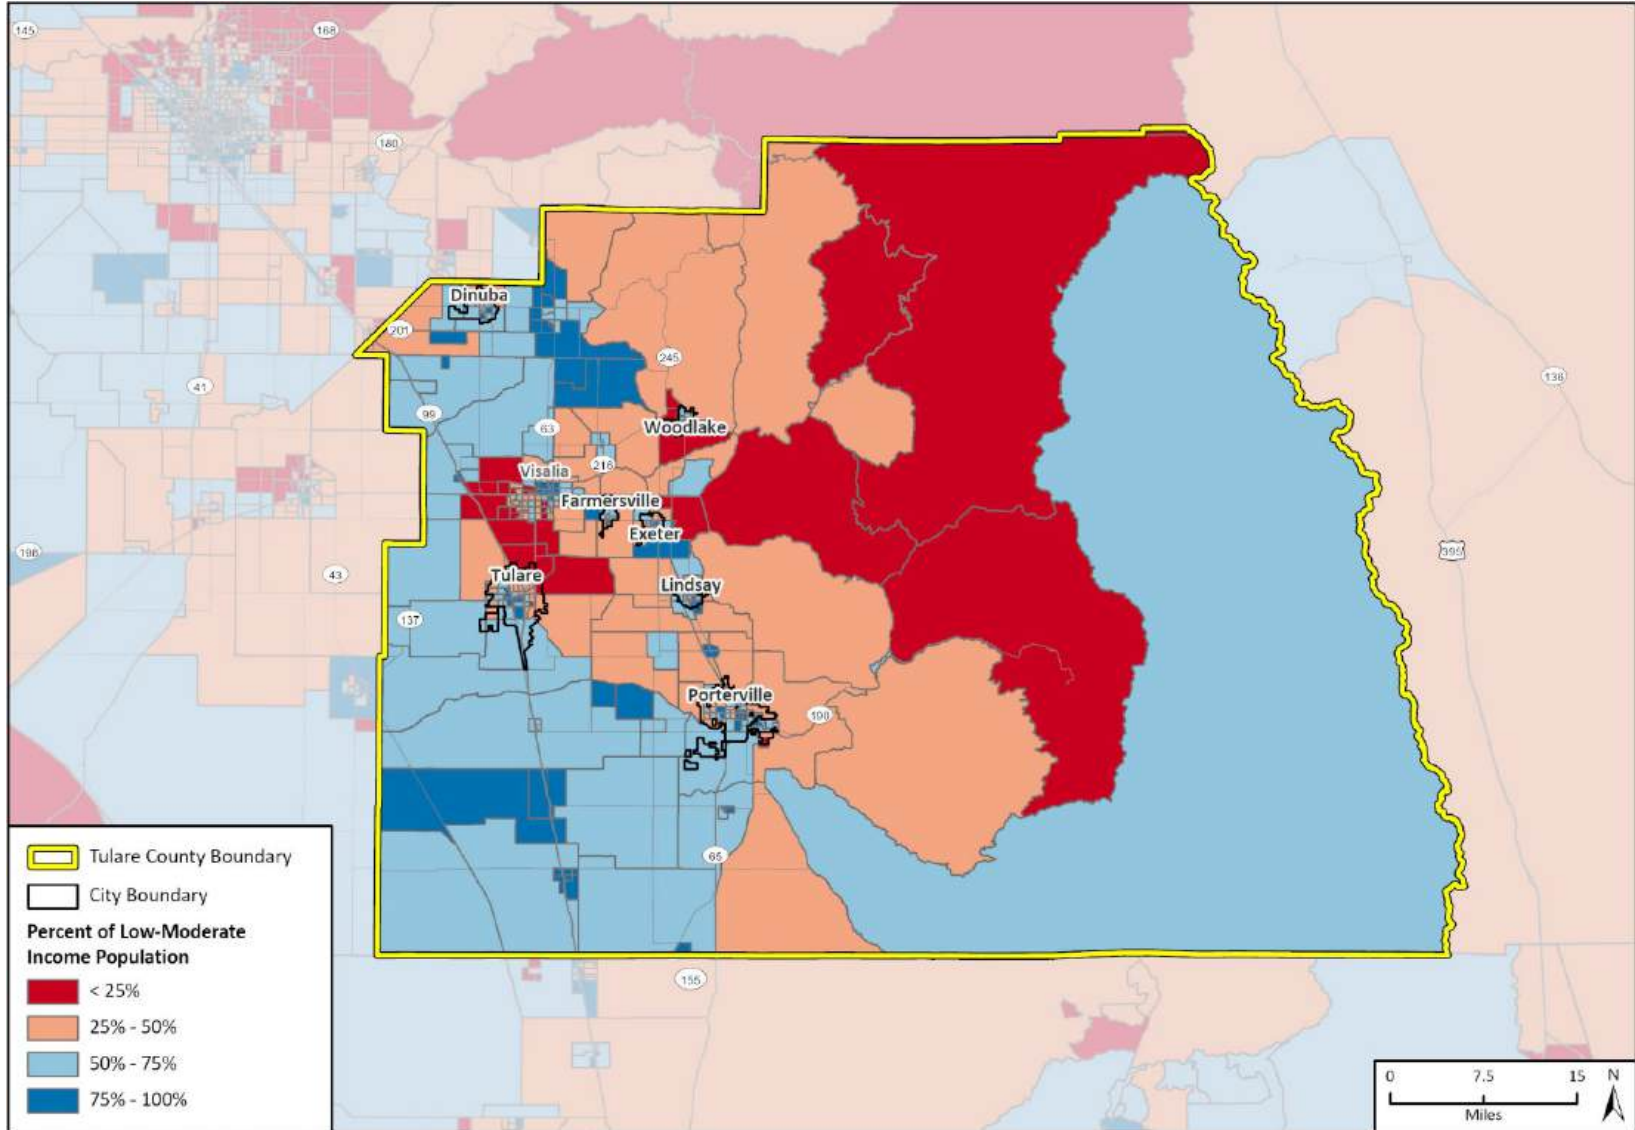 145
168
180
Dinuba
201
245
136
41
99
63
Woodlake
Visalia
216
Farmersville
Exeter
198
395
43
Tulare
Lindsay
137
Porterville
190
65
155
Tulare County Boundary
City Boundary
Percent of Low-Moderate
Income Population
< 25%
25% - 50%
50% - 75%
75% - 100%
0 7.5 15 N
Miles